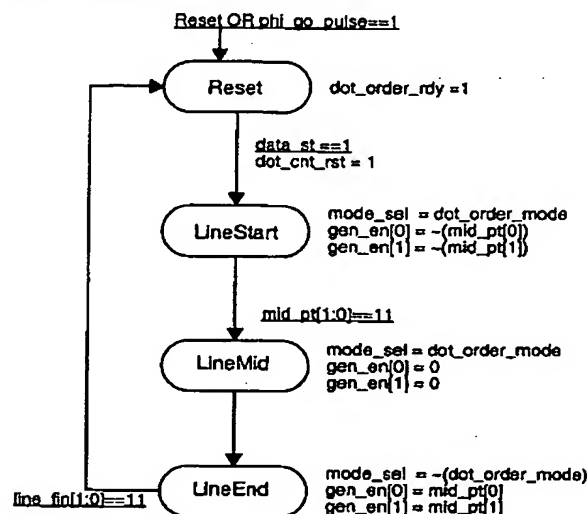 Reset OR phi_go_pulse==1
Reset
dot_order_rdy = 1
data_st==1
dot_cnt_rst = 1
LineStart
mode_sel = dot_order_mode
gen_en[0] = ~(mid_pt[0])
gen_en[1] = ~(mid_pt[1])
mid_pt[1:0]==11
LineMid
mode_sel = dot_order_mode
gen_en[0] = 0
gen_en[1] = 0
LineEnd
mode_sel = ~(dot_order_mode)
gen_en[0] = mid_pt[0]
gen_en[1] = mid_pt[1]
line_fin[1:0]==11